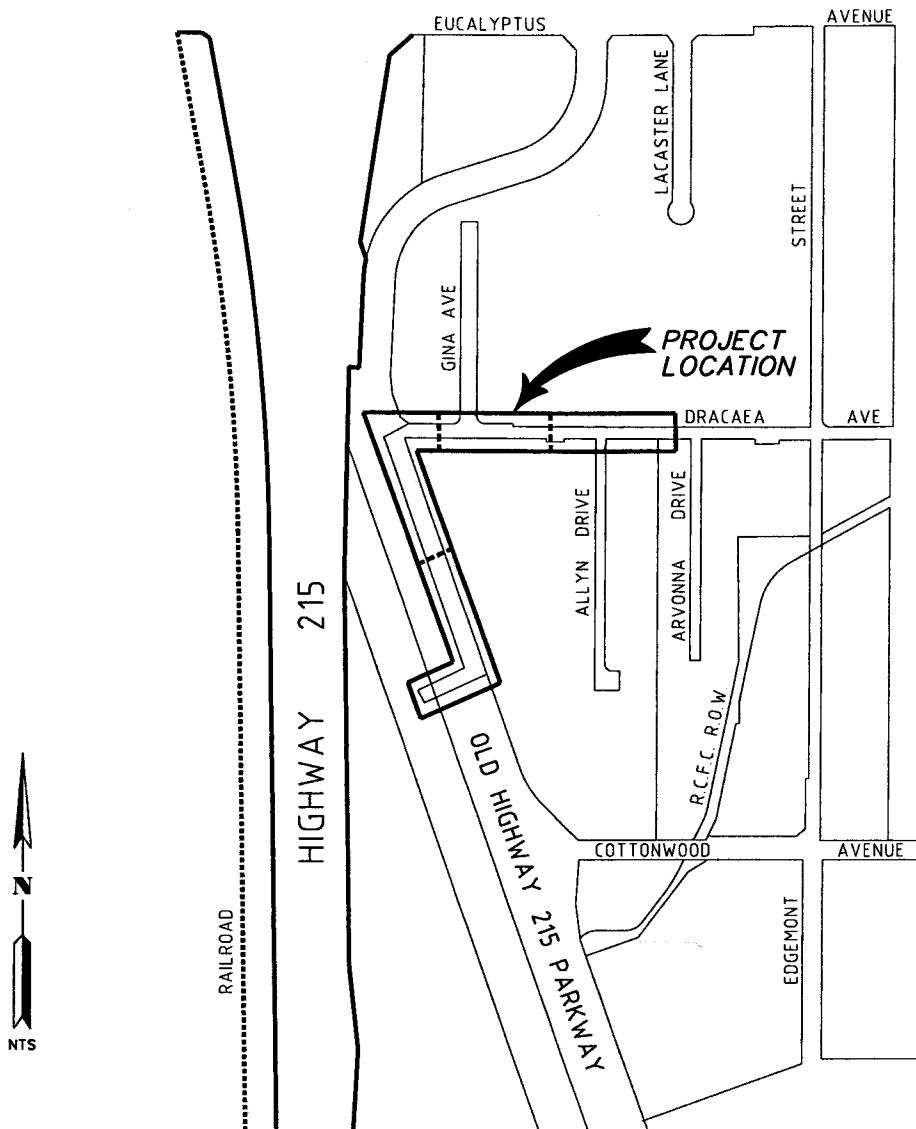 EUCALYPTUS
AVENUE
LACASTER LANE
STREET
GINA AVE
PROJECT
LOCATION
DRACAEA
AVE
ALLYN DRIVE
ARVONNA DRIVE
HIGHWAY 215
R.C.F.C. R.O.W
OLD HIGHWAY 215 PARKWAY
COTTONWOOD
AVENUE
N
RAILROAD
EDGEMONT
NTS